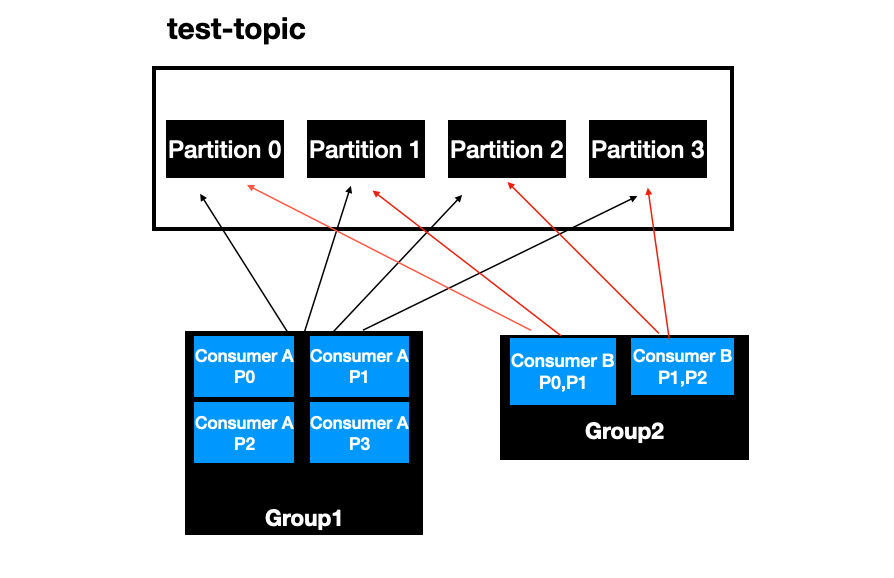 test-topic
Partition 0
Partition 1
Partition 2
Partition 3
Consumer A
P0
Consumer A
P1
Consumer A
P2
Consumer A
P3
Group1
Consumer B
P0,P1
Consumer B
P1,P2
Group2